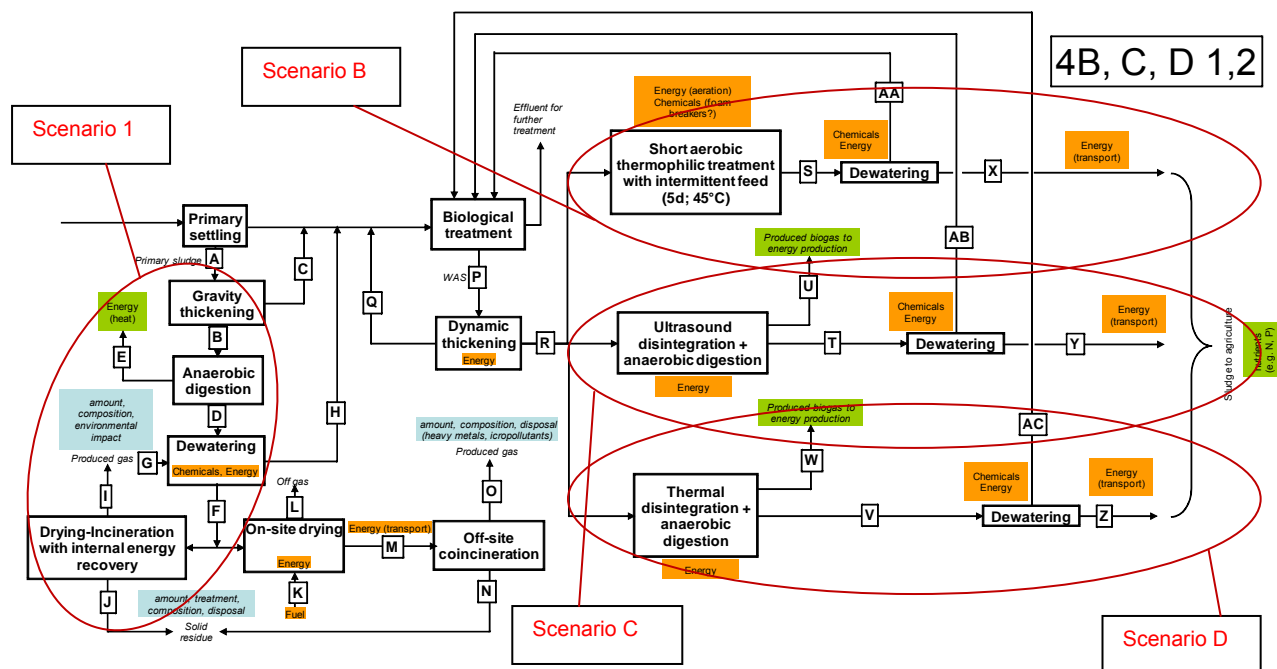 4B, C, D 1,2
Scenario B
Scenario 1
Effluent for
further
treatment
Energy (aeration)
Chemicals (foam
breakers?)
AA
Chemicals
Energy
Energy
(transport)
Short aerobic
thermophilic treatment
with intermittent feed
(5d; 45°C)
S
Dewatering
X
Primary
settling
Biological
treatment
Primary sludge
A
C
WAS
P
Produced biogas to
energy production
AB
Gravity
thickening
Q
U
Energy
(heat)
B
E
Dynamic
thickening
Energy
R
Ultrasound
disintegration +
anaerobic digestion
T
Chemicals
Energy
Dewatering
Energy
(transport)
Y
Sludge to agriculture
nutrients
(e.g. N, P)
Anaerobic
digestion
Energy
D
H
Produced biogas to
energy production
AC
amount,
composition,
environmental
impact
Produced gas
G
Dewatering
Chemicals, Energy
amount, composition, disposal
(heavy metals, icropollutants)
Produced gas
W
I
Off gas
L
O
Chemicals
Energy
Energy
(transport)
F
Thermal
disintegration +
anaerobic
digestion
V
Dewatering
Z
Drying-Incineration
with internal energy
recovery
On-site drying
Energy
Energy (transport)
M
Off-site
coincineration
Energy
K
Fuel
N
J
amount, treatment,
composition, disposal
Solid
residue
Scenario C
Scenario D